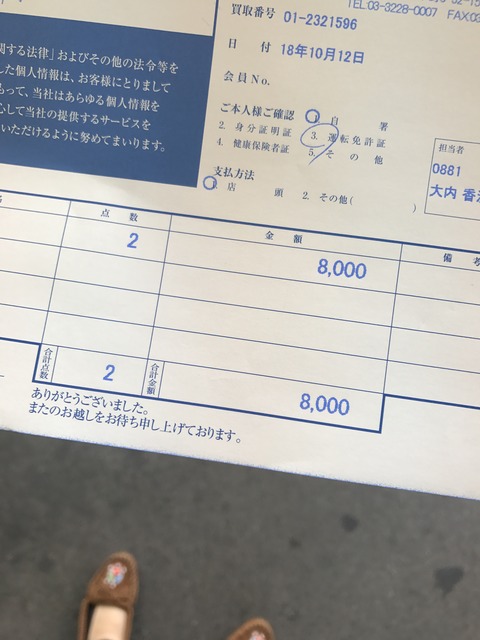 TEL.03-3228-0007 FAX03
買取番号 01-2321596
日 付 18年10月12日
会員No.
ご本人様ご確認 1. 自 署
2. 身分証明証 3. 運転免許証
4. 健康保険者証 5. そ の 他
支払方法
1. 店 頭 2. その他( )
担当者
0881
大内 香
関する法律」およびその他の法令等を
した個人情報は、お客様にとりまして
もって、当社はあらゆる個人情報を
心して当社の提供するサービスを
いただけるように努めてまいります。
点 数 金 額 備 考
2 8,000
合計点数 2 合計金額 8,000
ありがとうございました。
またのお越しをお待ち申し上げております。